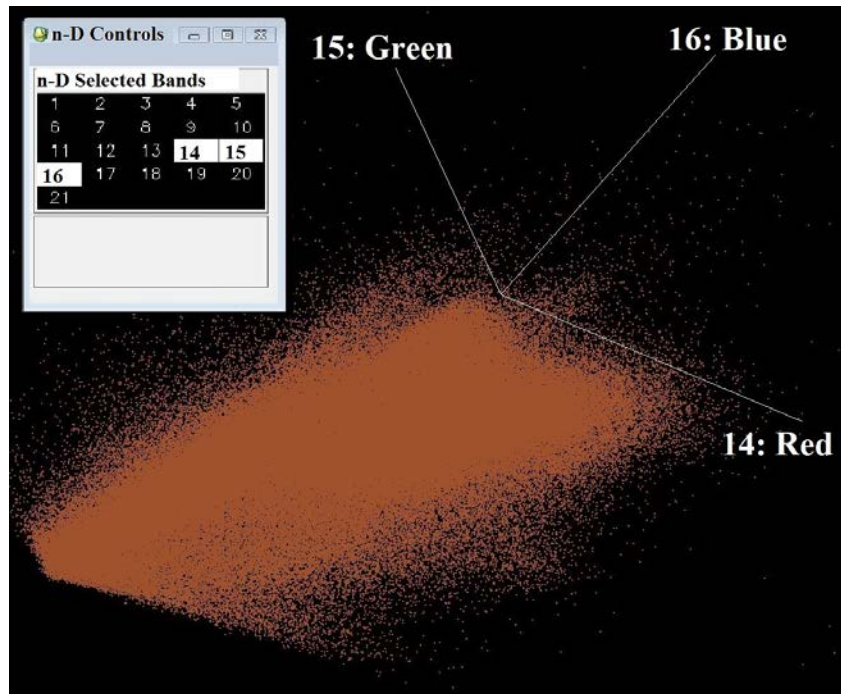 n-D Controls
n-D Selected Bands
1 2 3 4 5
6 7 8 9 10
11 12 13 14 15
16 17 18 19 20
21
15: Green
16: Blue
14: Red